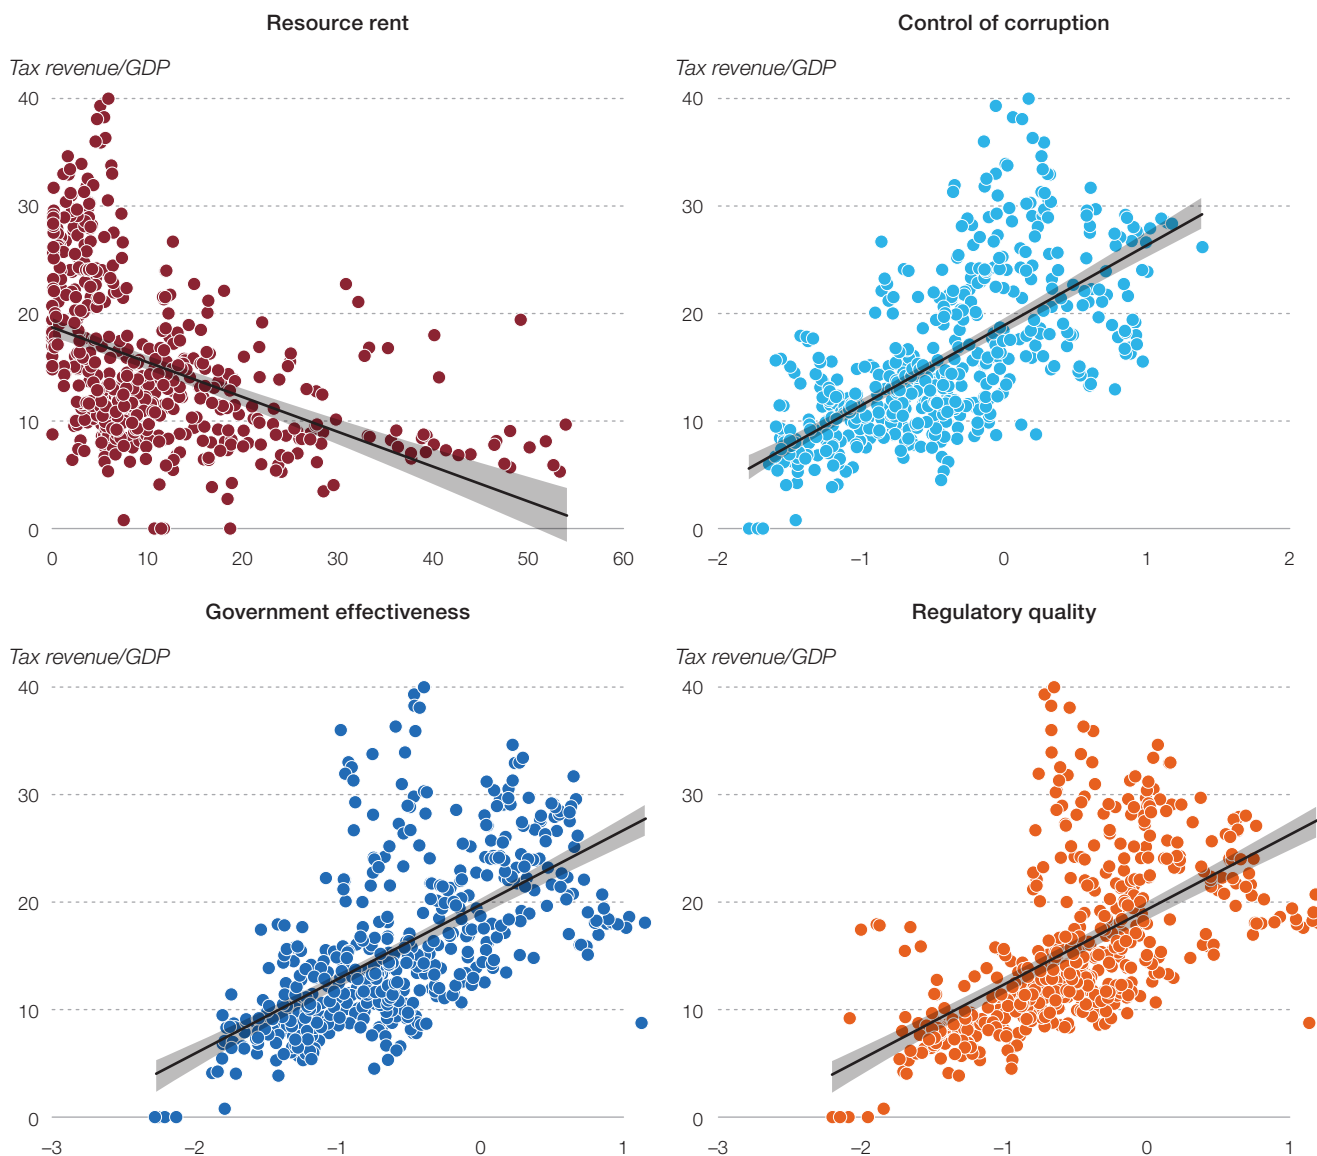 Resource rent
Tax revenue/GDP
40
30
20
10
0
0 10 20 30 40 50 60
Control of corruption
Tax revenue/GDP
40
30
20
10
0
–2 –1 0 1 2
Government effectiveness
Tax revenue/GDP
40
30
20
10
0
–3 –2 –1 0 1
Regulatory quality
Tax revenue/GDP
40
30
20
10
0
–3 –2 –1 0 1